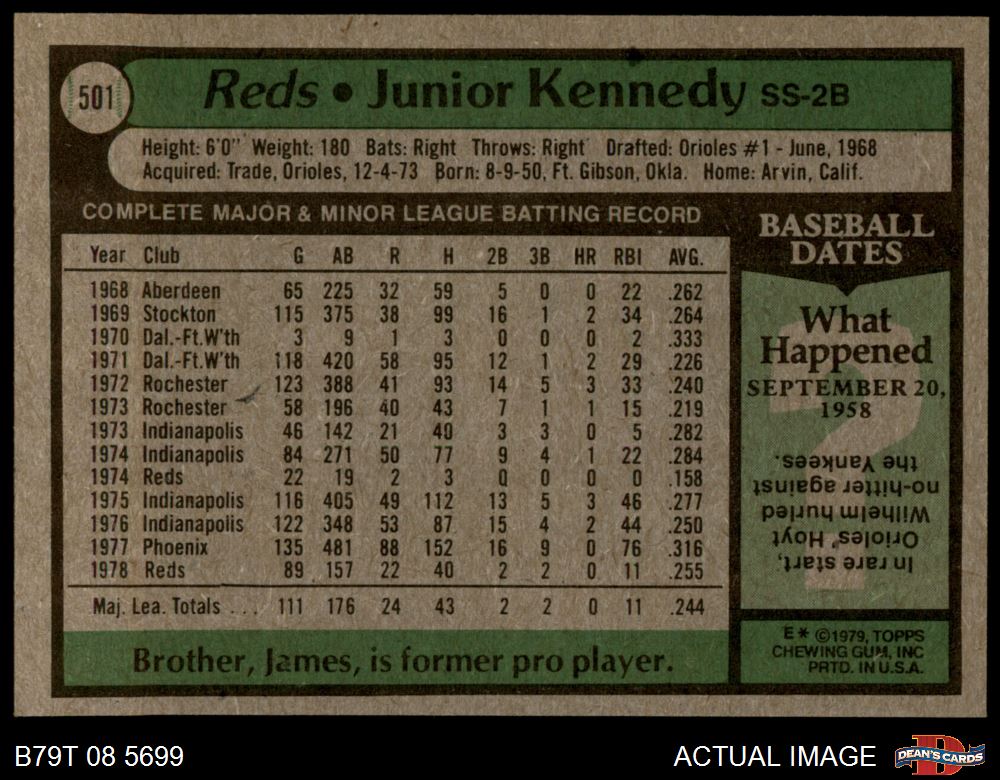 501 Reds • Junior Kennedy SS-2B
Height: 6'0" Weight: 180 Bats: Right Throws: Right Drafted: Orioles #1 - June, 1968
Acquired: Trade, Orioles, 12-4-73 Born: 8-9-50, Ft. Gibson, Okla. Home: Arvin, Calif.
COMPLETE MAJOR & MINOR LEAGUE BATTING RECORD
Year Club G AB R H 2B 3B HR RBI AVG.
1968 Aberdeen 65 225 32 59 5 0 0 22 .262
1969 Stockton 115 375 38 99 16 1 2 34 .264
1970 Dal.-Ft.W'th 3 9 1 3 0 0 0 2 .333
1971 Dal.-Ft.W'th 118 420 58 95 12 1 2 29 .226
1972 Rochester 123 388 41 93 14 5 3 33 .240
1973 Rochester 58 196 40 43 7 1 1 15 .219
1973 Indianapolis 46 142 21 40 3 3 0 5 .282
1974 Indianapolis 84 271 50 77 9 4 1 22 .284
1974 Reds 22 19 2 3 0 0 0 0 .158
1975 Indianapolis 116 405 49 112 13 5 3 46 .277
1976 Indianapolis 122 348 53 87 15 4 2 44 .250
1977 Phoenix 135 481 88 152 16 9 0 76 .316
1978 Reds 89 157 22 40 2 2 0 11 .255
Maj. Lea. Totals ... 111 176 24 43 2 2 0 11 .244
Brother, James, is former pro player.
BASEBALL
DATES
What
Happened
SEPTEMBER 20,
1958
In rare start,
Orioles' Hoyt
Wilhelm hurled
no-hitter against
the Yankees.
E* ©1979, TOPPS
CHEWING GUM, INC
PRTD. IN U.S.A.
B79T 08 5699
ACTUAL IMAGE
DEAN'S CARDS